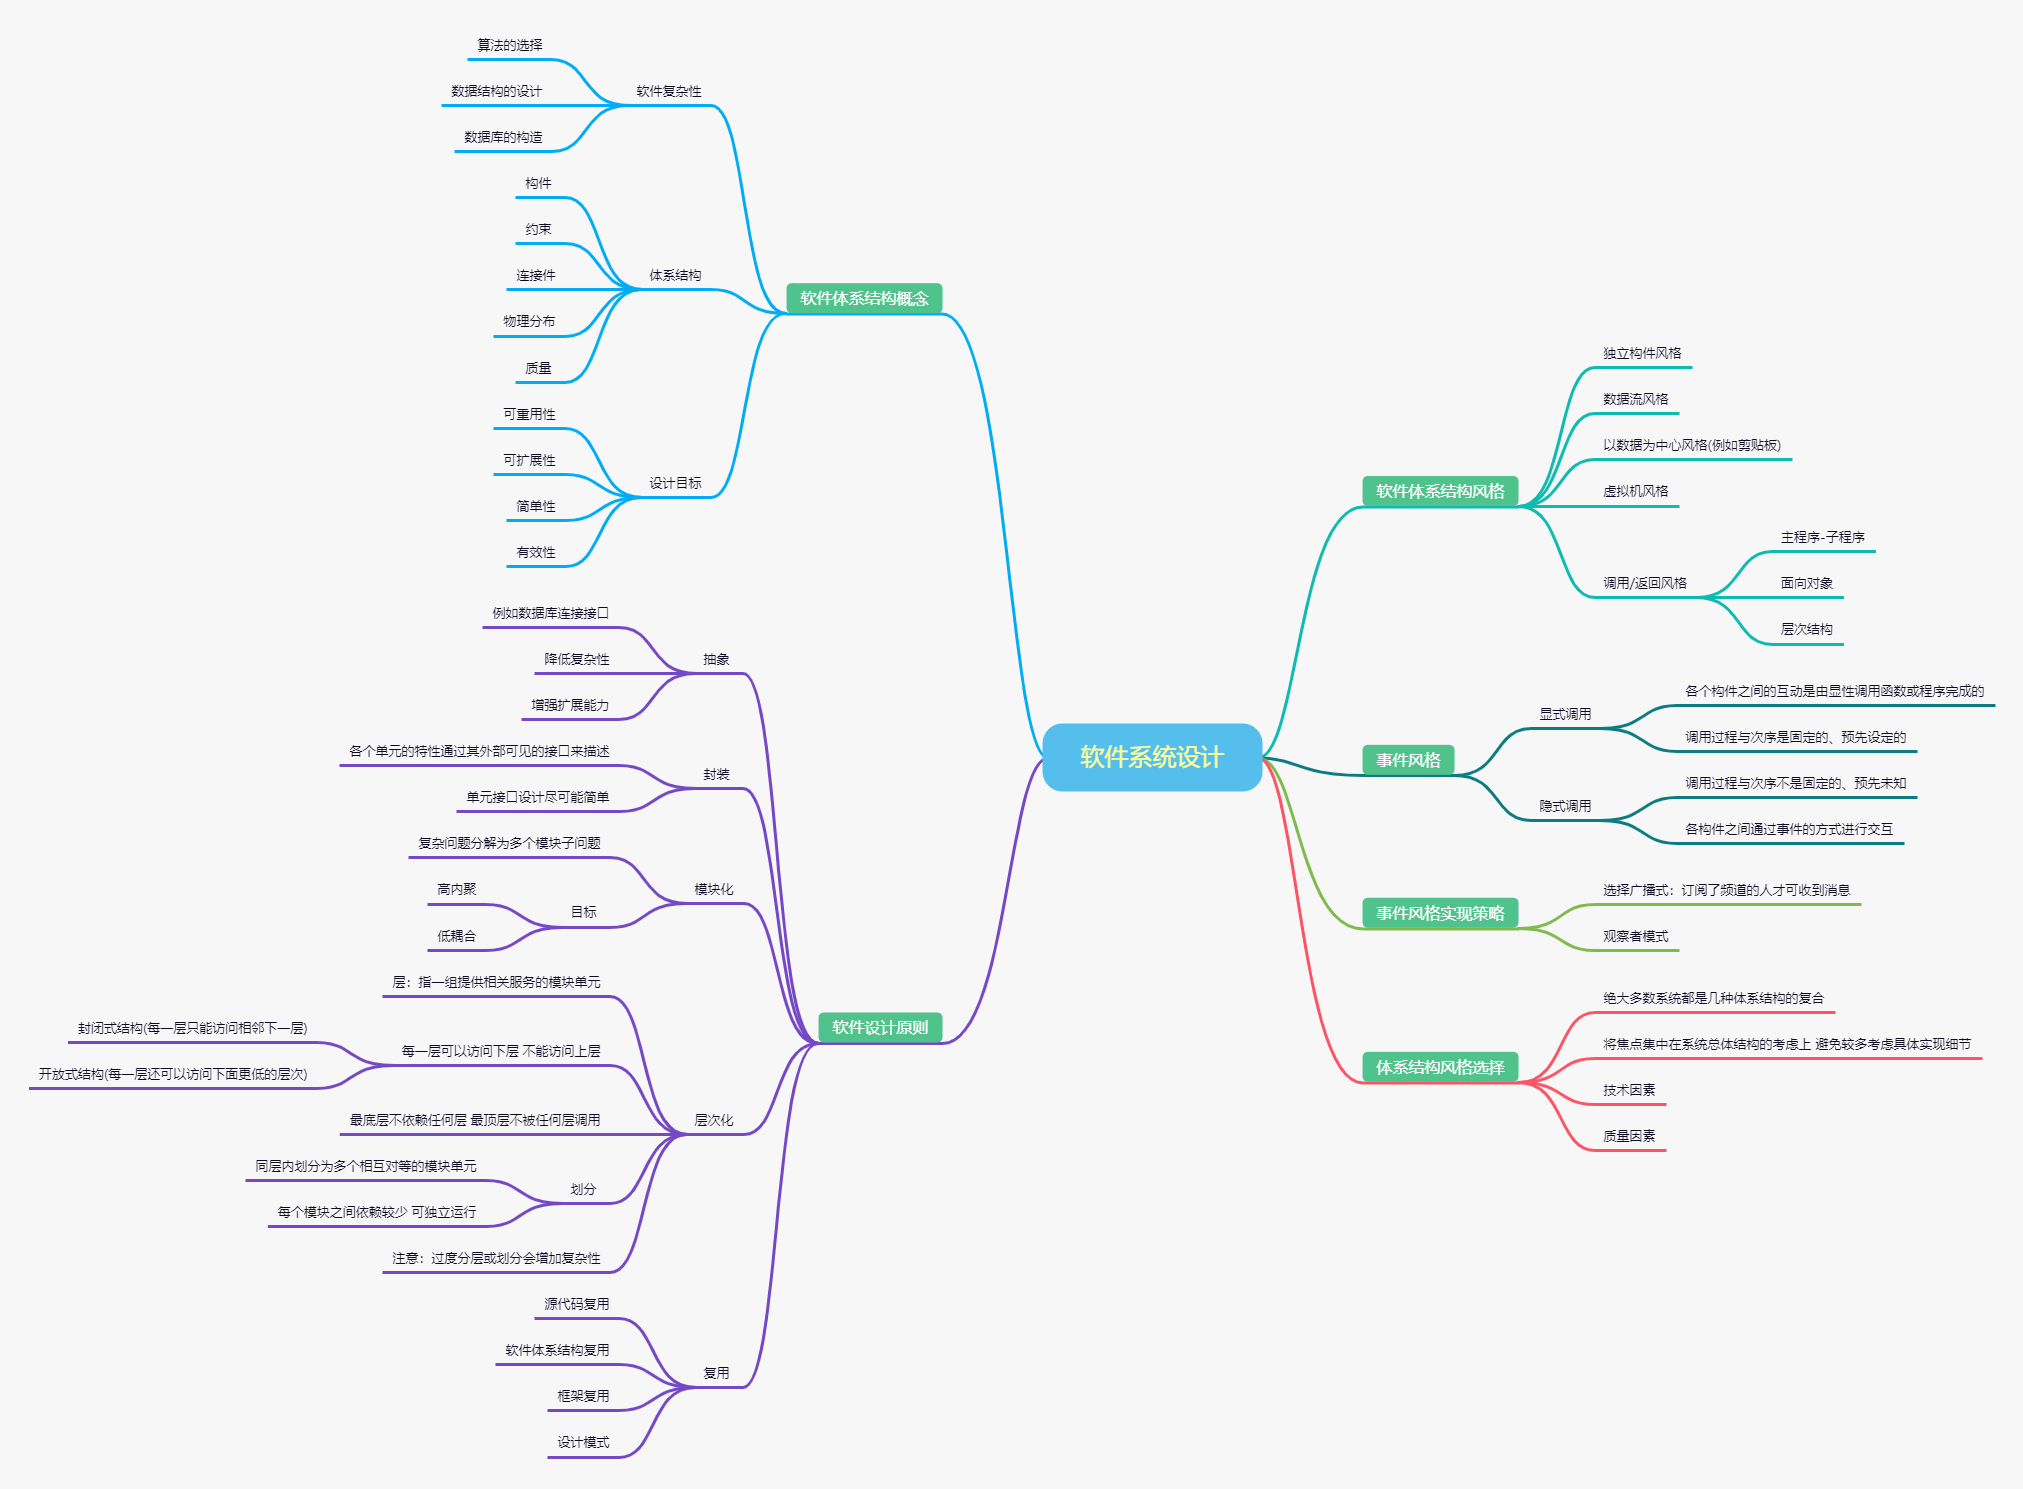 软件系统设计
软件体系结构概念
软件复杂性
算法的选择
数据结构的设计
数据库的构造
体系结构
构件
约束
连接件
物理分布
质量
设计目标
可重用性
可扩展性
简单性
有效性
软件设计原则
抽象
例如数据库连接接口
降低复杂性
增强扩展能力
封装
各个单元的特性通过其外部可见的接口来描述
单元接口设计尽可能简单
模块化
复杂问题分解为多个模块子问题
目标
高内聚
低耦合
层次化
层：指一组提供相关服务的模块单元
每一层可以访问下层 不能访问上层
封闭式结构(每一层只能访问相邻下一层)
开放式结构(每一层还可以访问下面更低的层次)
最底层不依赖任何层 最顶层不被任何层调用
划分
同层内划分为多个相互对等的模块单元
每个模块之间依赖较少 可独立运行
注意：过度分层或划分会增加复杂性
复用
源代码复用
软件体系结构复用
框架复用
设计模式
软件体系结构风格
独立构件风格
数据流风格
以数据为中心风格(例如剪贴板)
虚拟机风格
调用/返回风格
主程序-子程序
面向对象
层次结构
事件风格
显式调用
各个构件之间的互动是由显性调用函数或程序完成的
调用过程与次序是固定的、预先设定的
隐式调用
调用过程与次序不是固定的、预先未知
各构件之间通过事件的方式进行交互
事件风格实现策略
选择广播式：订阅了频道的人才可收到消息
观察者模式
体系结构风格选择
绝大多数系统都是几种体系结构的复合
将焦点集中在系统总体结构的考虑上 避免较多考虑具体实现细节
技术因素
质量因素